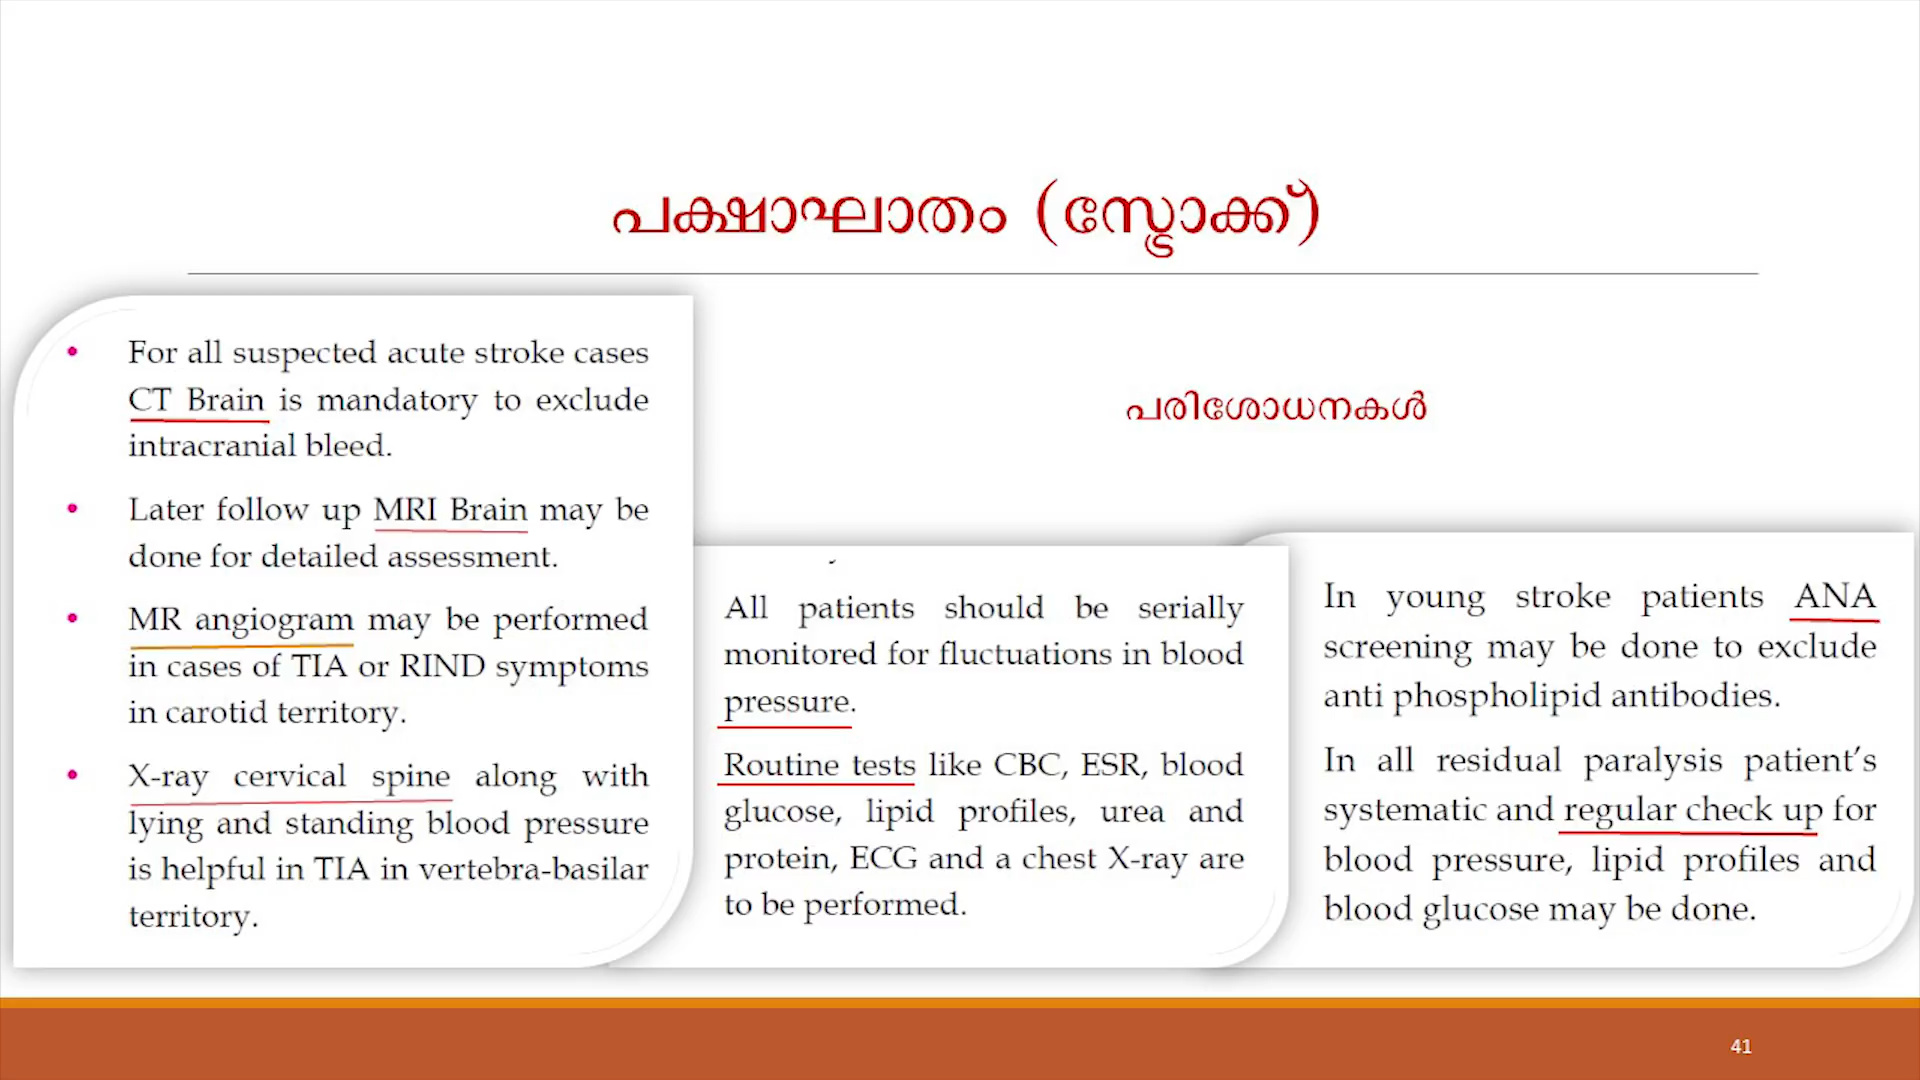 പക്ഷാഘാതം (സ്ട്രോക്ക്)
• For all suspected acute stroke cases
CT Brain is mandatory to exclude
intracranial bleed.
• Later follow up MRI Brain may be
done for detailed assessment.
• MR angiogram may be performed
in cases of TIA or RIND symptoms
in carotid territory.
• X-ray cervical spine along with
lying and standing blood pressure
is helpful in TIA in vertebra-basilar
territory.
പരിശോധനകൾ
All patients should be serially
monitored for fluctuations in blood
pressure.
Routine tests like CBC, ESR, blood
glucose, lipid profiles, urea and
protein, ECG and a chest X-ray are
to be performed.
In young stroke patients ANA
screening may be done to exclude
anti phospholipid antibodies.
In all residual paralysis patient’s
systematic and regular check up for
blood pressure, lipid profiles and
blood glucose may be done.
41